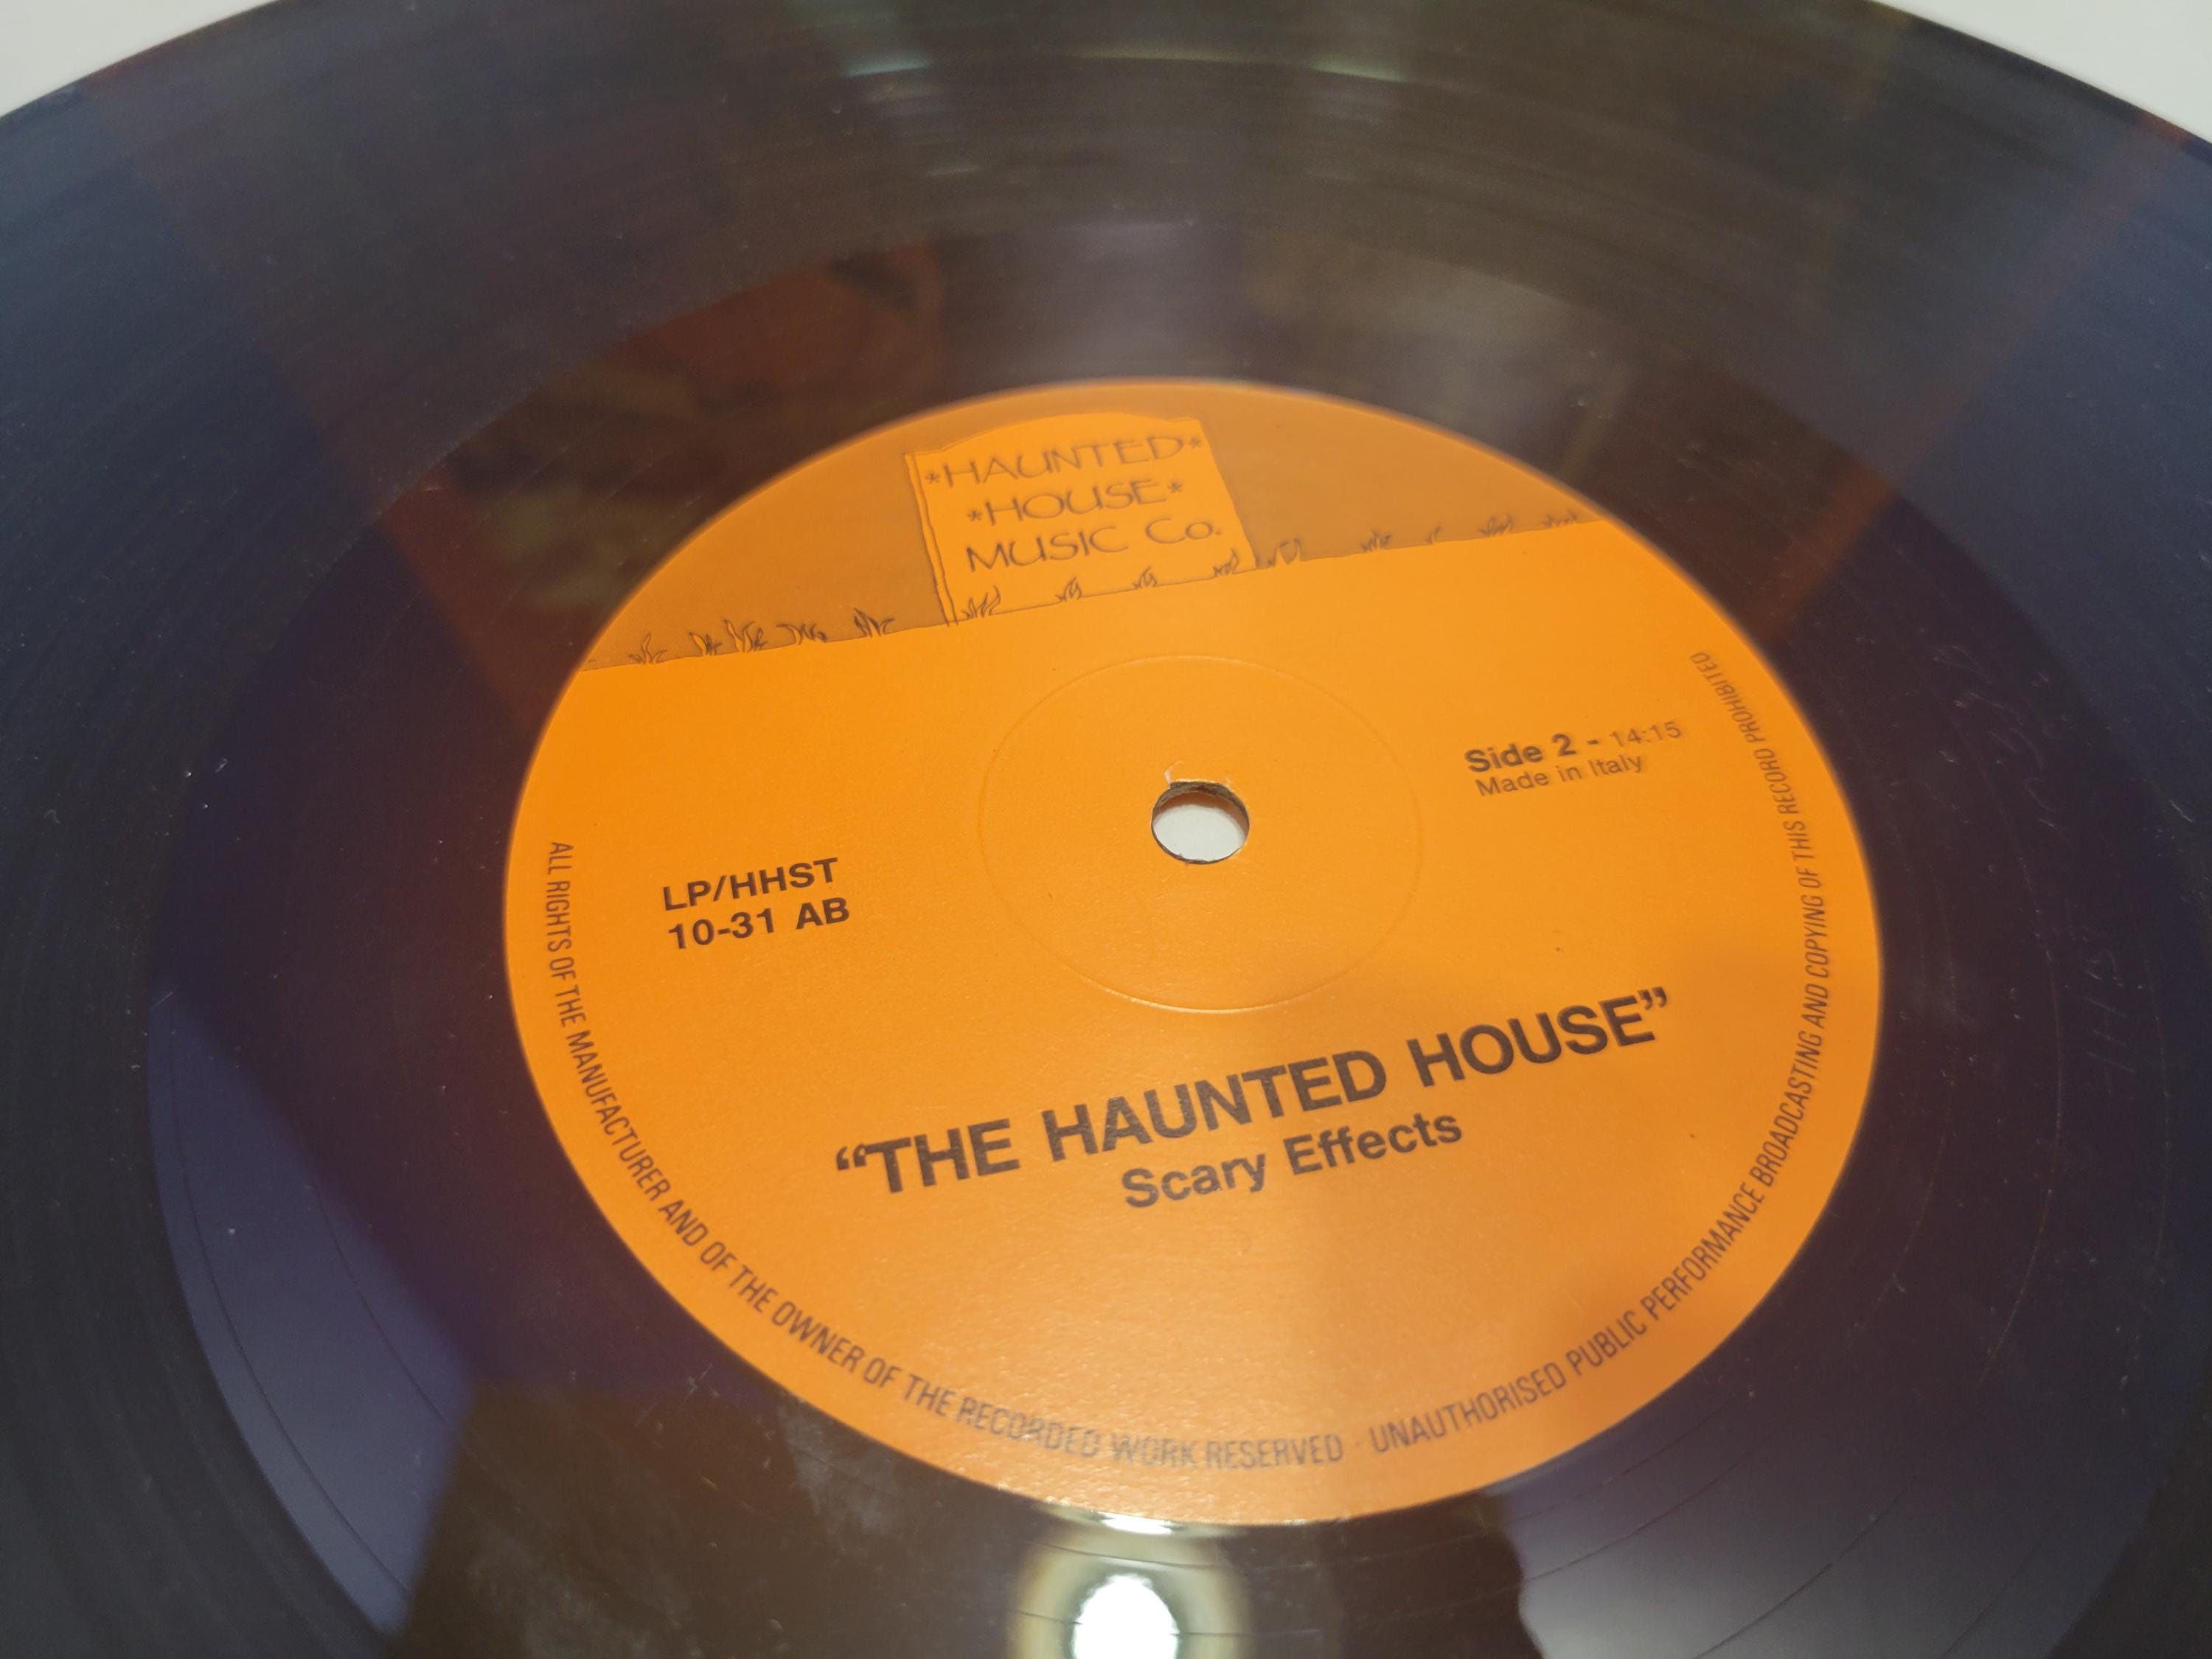 *HAUNTED*
*HOUSE*
MUSIC Co.
Side 2 - 14:15
Made in Italy
LP/HHST
10-31 AB
“THE HAUNTED HOUSE”
Scary Effects
ALL RIGHTS OF THE MANUFACTURER AND OF THE OWNER OF THE RECORDED WORK RESERVED · UNAUTHORISED PUBLIC PERFORMANCE BROADCASTING AND COPYING OF THIS RECORD PROHIBITED